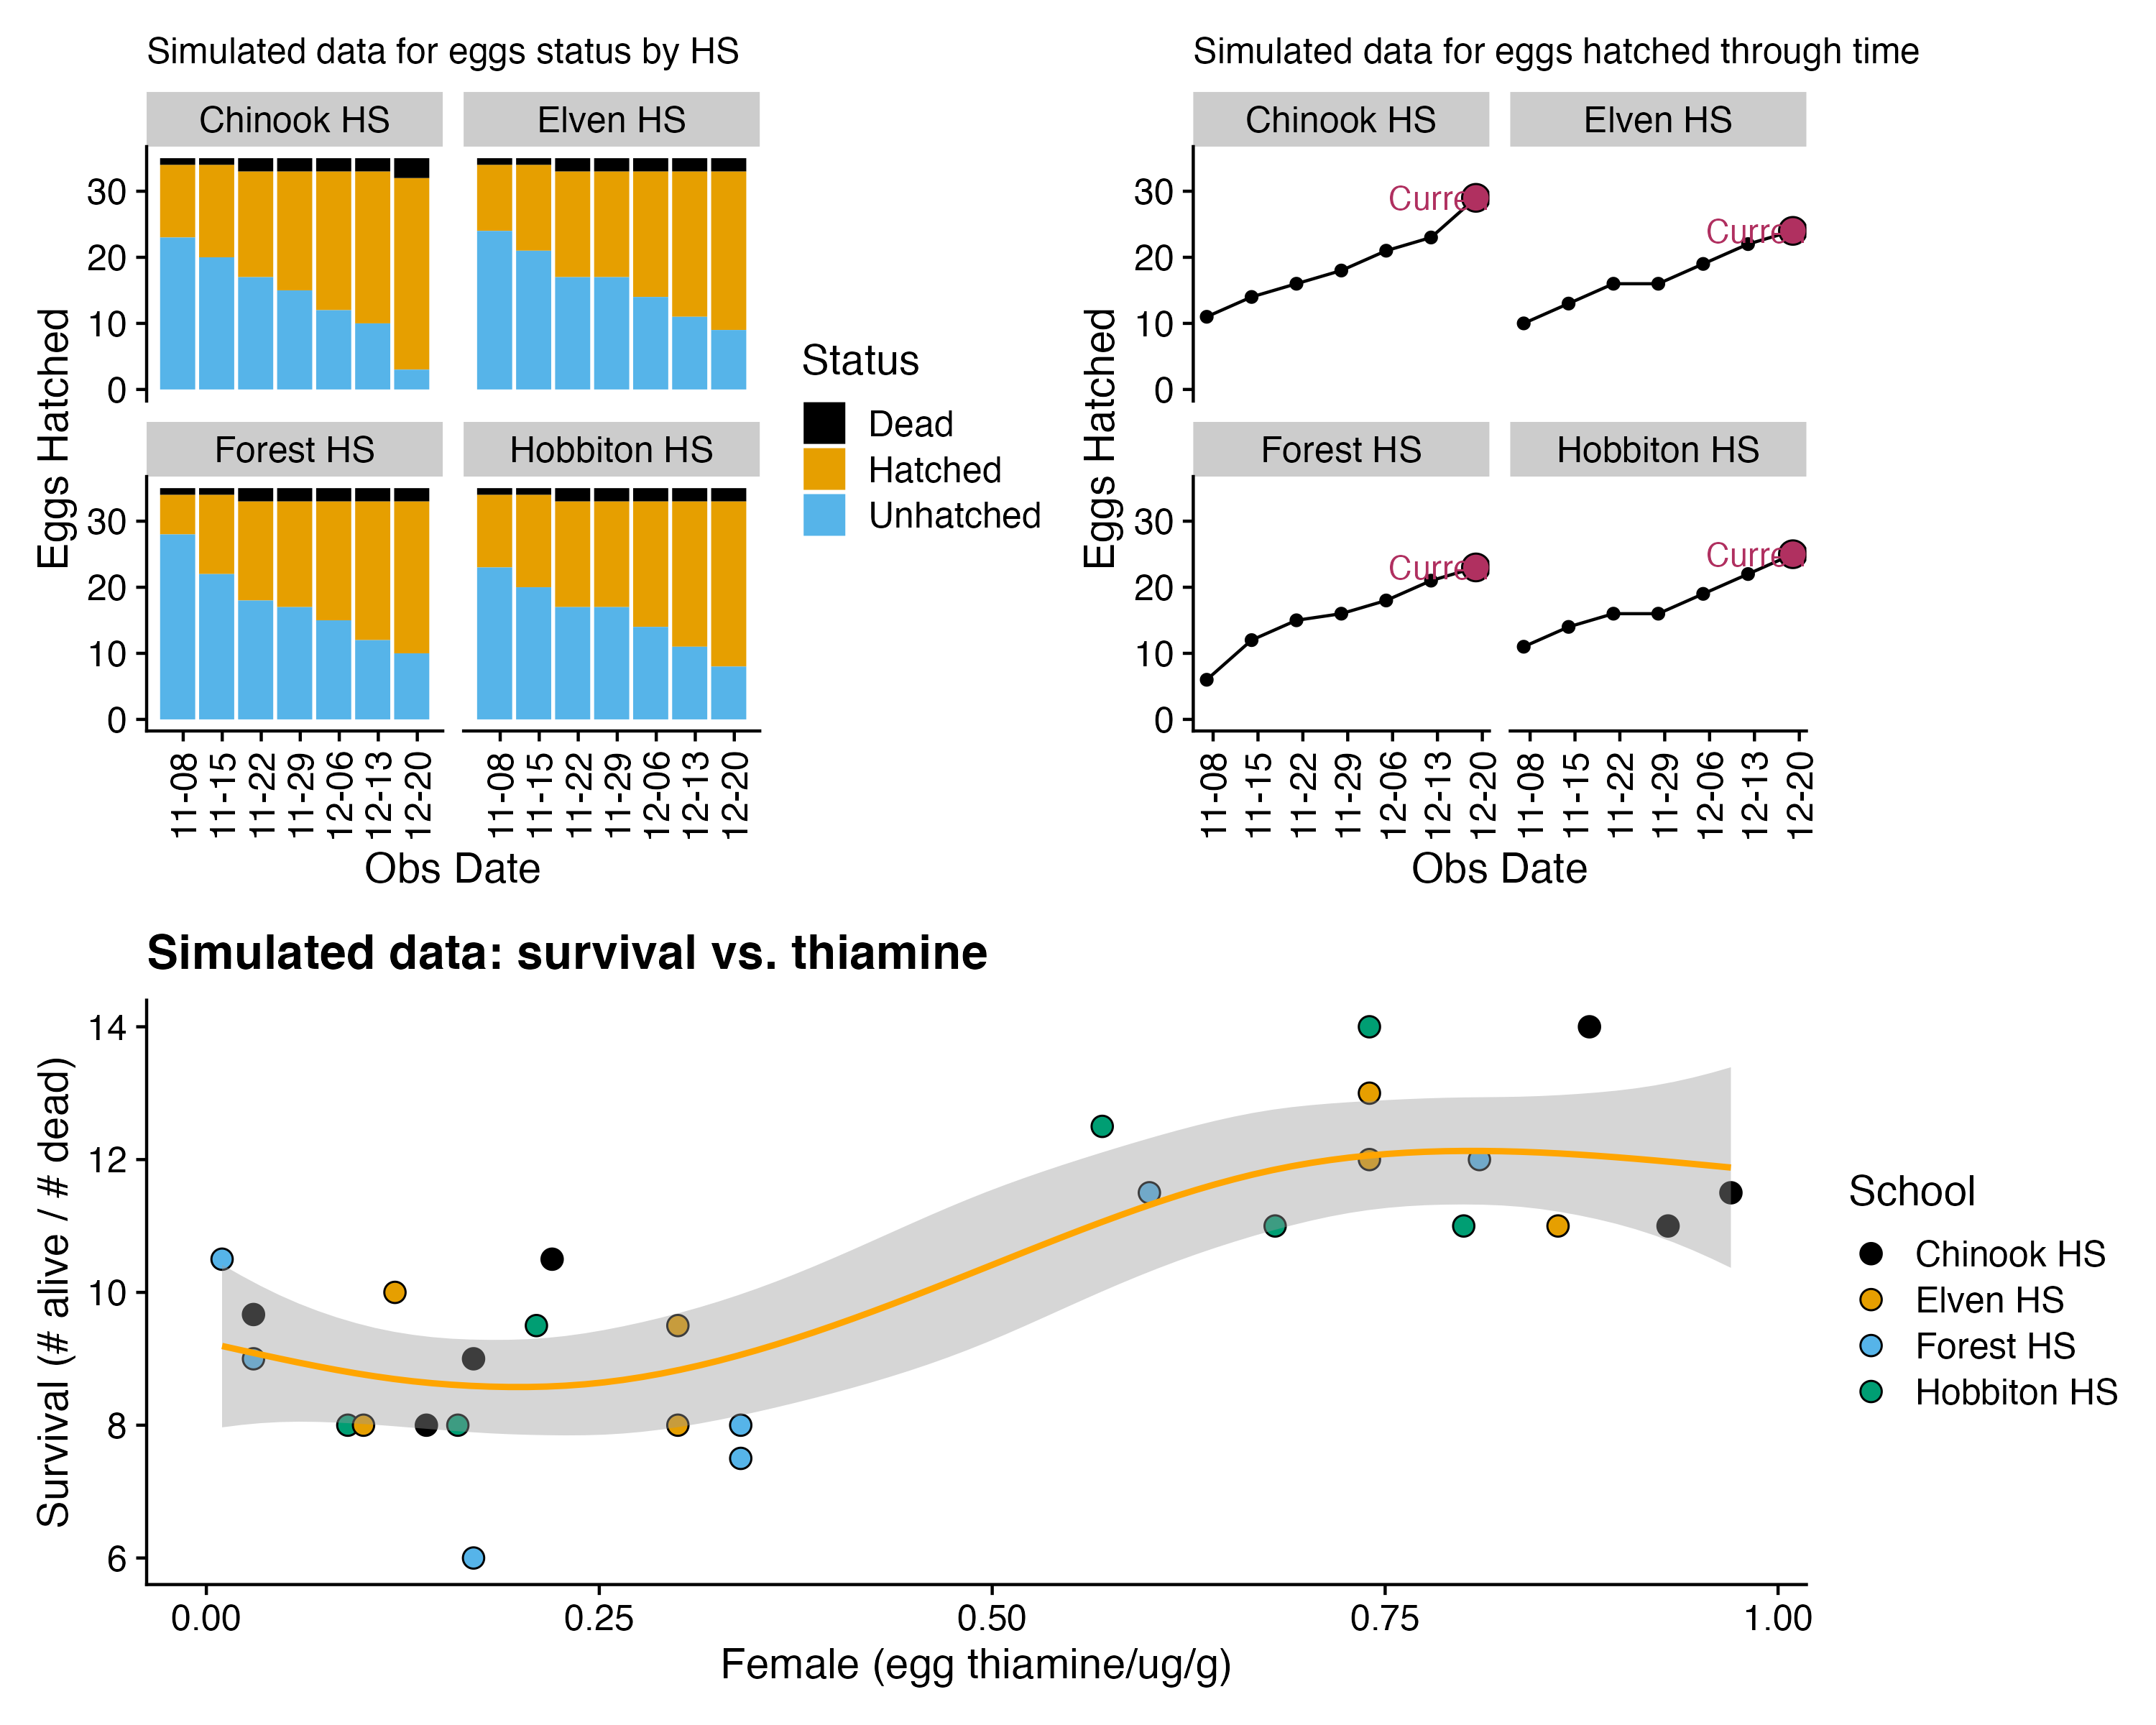 Simulated data for eggs status by HS
Chinook HS
Elven HS
30
20
10
0
Forest HS
Hobbiton HS
30
20
10
0
Eggs Hatched
11-08
11-15
11-22
11-29
12-06
12-13
12-20
11-08
11-15
11-22
11-29
12-06
12-13
12-20
Obs Date
Status
Dead
Hatched
Unhatched
Simulated data for eggs hatched through time
Chinook HS
Elven HS
30
20
10
0
Forest HS
Hobbiton HS
30
20
10
0
Eggs Hatched
11-08
11-15
11-22
11-29
12-06
12-13
12-20
11-08
11-15
11-22
11-29
12-06
12-13
12-20
Obs Date
Simulated data: survival vs. thiamine
Survival (# alive / # dead)
14
12
10
8
6
0.00
0.25
0.50
0.75
1.00
Female (egg thiamine/ug/g)
School
Chinook HS
Elven HS
Forest HS
Hobbiton HS